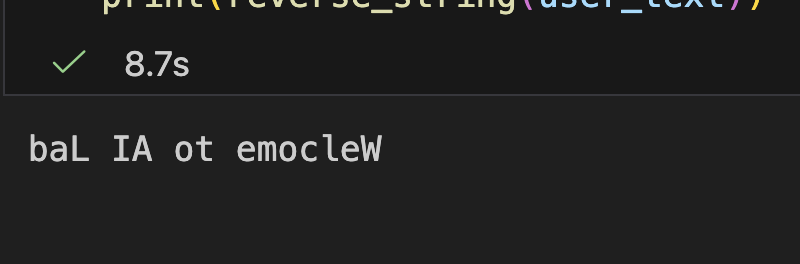 print(reverse_string(user_text))
8.7s
baL IA ot emocleW